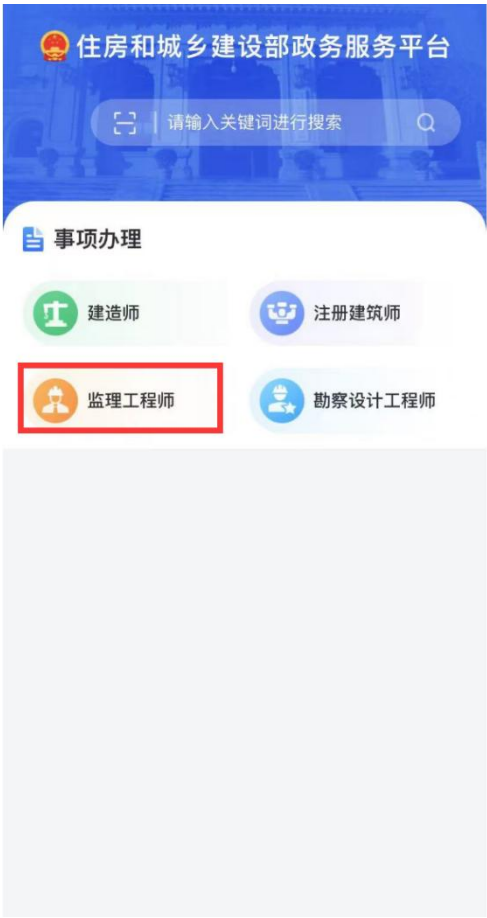 住房和城乡建设部政务服务平台
请输入关键词进行搜索
事项办理
建造师
注册建筑师
监理工程师
勘察设计工程师